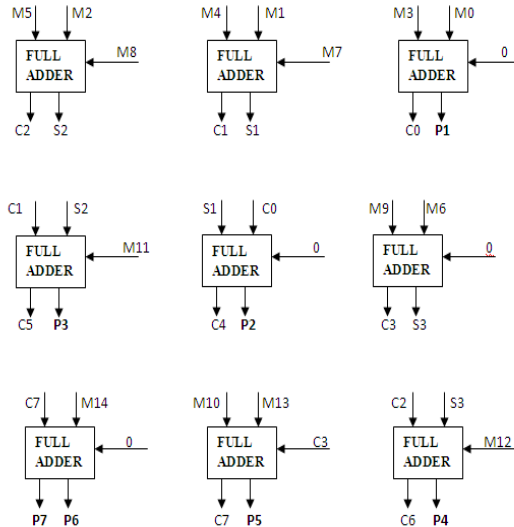 M5 M2 M4 M1 M3 M0
FULL ADDER M8 FULL ADDER M7 FULL ADDER 0
C2 S2 C1 S1 C0 P1
C1 S2 S1 C0 M9 M6
FULL ADDER M11 FULL ADDER 0 FULL ADDER 0
C5 P3 C4 P2 C3 S3
C7 M14 M10 M13 C2 S3
FULL ADDER 0 FULL ADDER C3 FULL ADDER M12
P7 P6 C7 P5 C6 P4